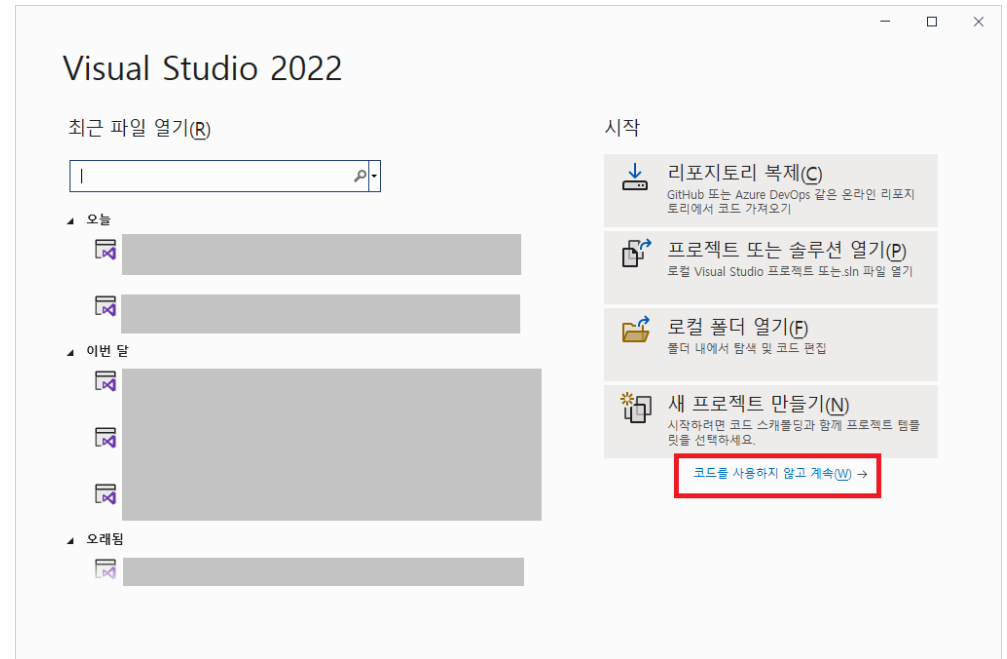 Visual Studio 2022
최근 파일 열기(R)
오늘
이번 달
오래됨
시작
리포지토리 복제(C)
GitHub 또는 Azure DevOps 같은 온라인 리포지
토리에서 코드 가져오기
프로젝트 또는 솔루션 열기(P)
로컬 Visual Studio 프로젝트 또는.sln 파일 열기
로컬 폴더 열기(F)
폴더 내에서 탐색 및 코드 편집
새 프로젝트 만들기(N)
시작하려면 코드 스캐폴딩과 함께 프로젝트 템플
릿을 선택하세요.
코드를 사용하지 않고 계속(W) →